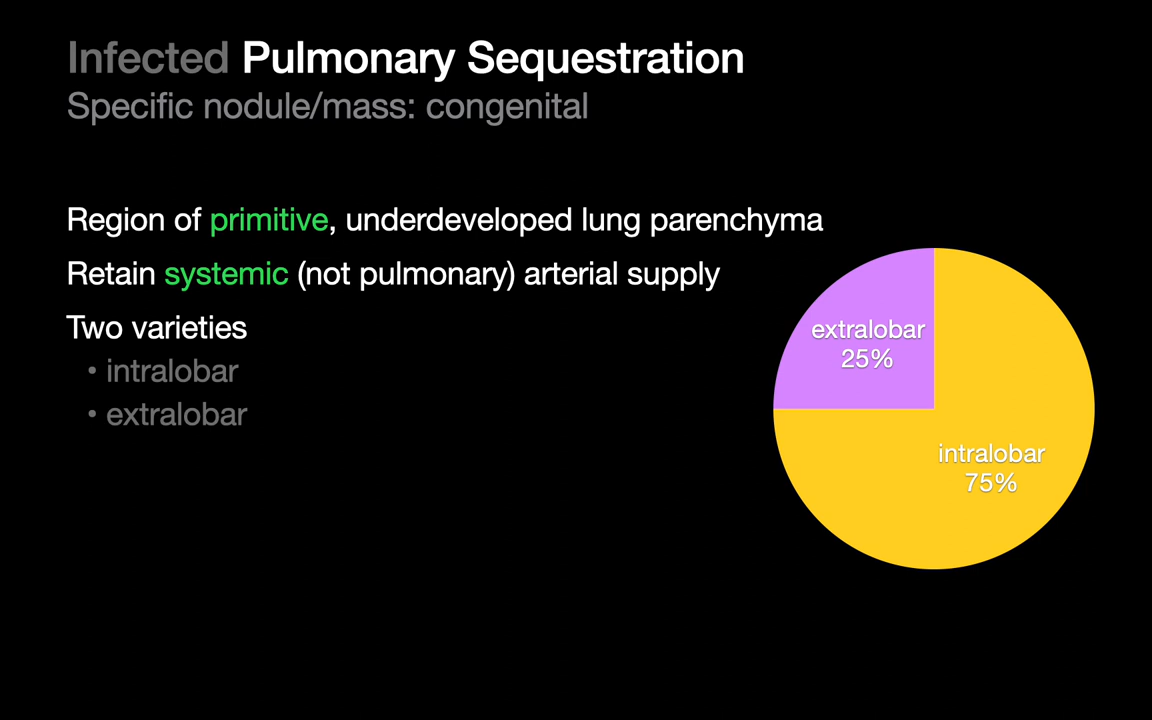 Infected Pulmonary Sequestration
Specific nodule/mass: congenital
Region of primitive, underdeveloped lung parenchyma
Retain systemic (not pulmonary) arterial supply
Two varieties
• intralobar
• extralobar
extralobar
25%
intralobar
75%